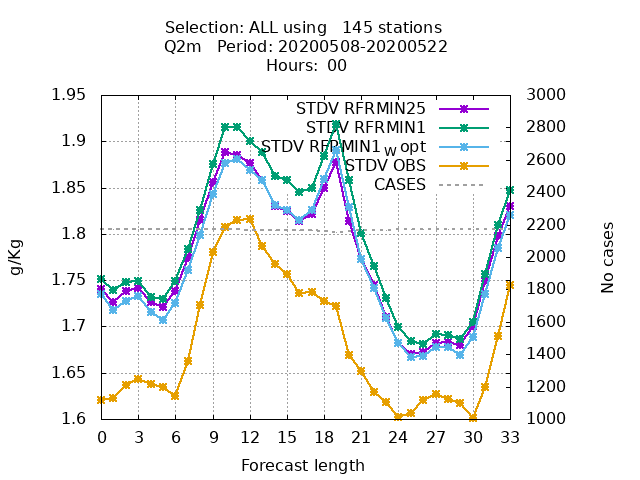 Selection: ALL using   145 stations
Q2m   Period: 20200508-20200522
Hours:  00
STDV RFRMIN25
STDV RFRMIN1
STDV RFRMIN1_W opt
STDV OBS
CASES
g/Kg
1.95
1.9
1.85
1.8
1.75
1.7
1.65
1.6
3000
2800
2600
2400
2200
2000
1800
1600
1400
1200
1000
No cases
0 3 6 9 12 15 18 21 24 27 30 33
Forecast length